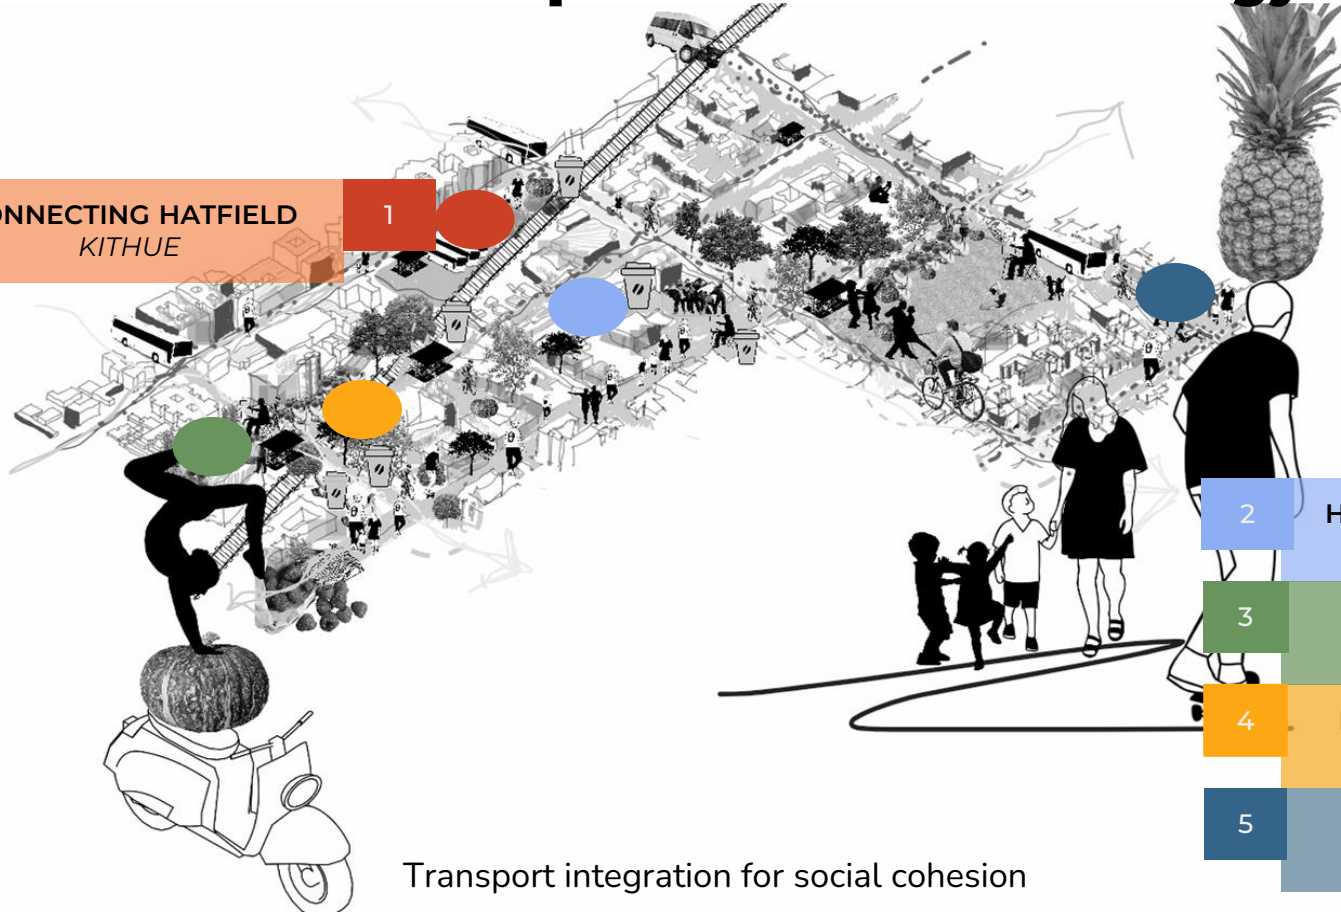 ONNECTING HATFIELD
KITHUE
1
2
H
3
4
5
Transport integration for social cohesion